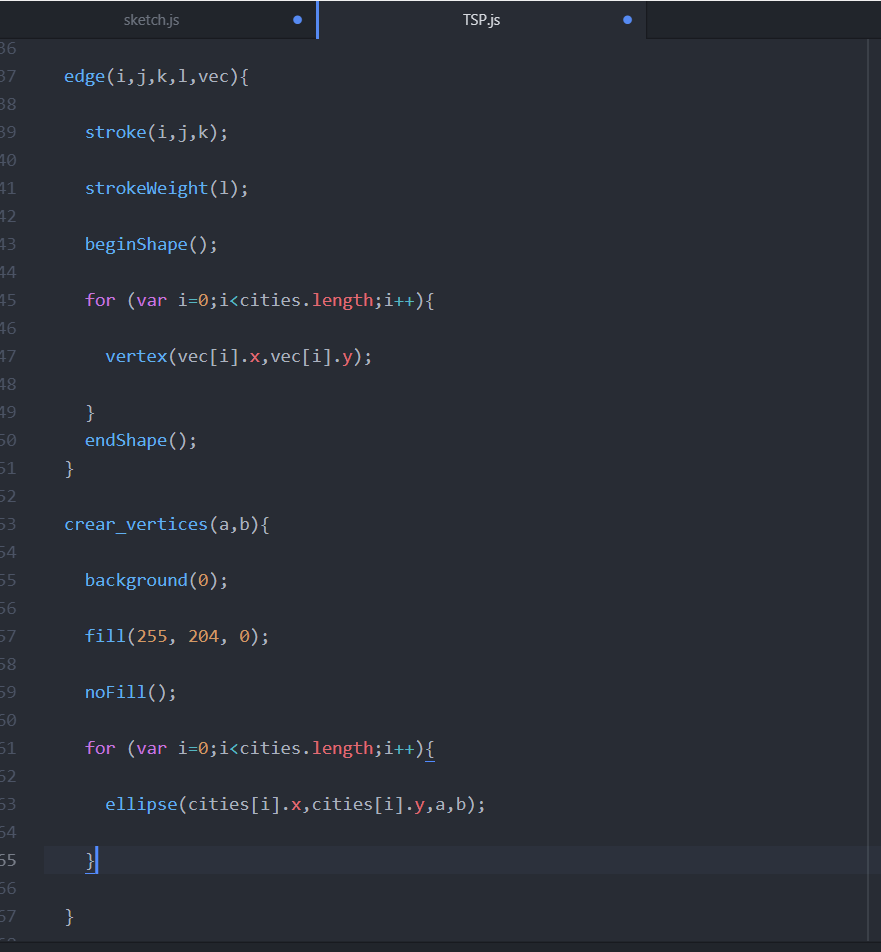 sketch.js
TSP.js
36
37 edge(i,j,k,l,vec){
38
39 stroke(i,j,k);
40
41 strokeWeight(l);
42
43 beginShape();
44
45 for (var i=0;i<cities.length;i++){
46
47 vertex(vec[i].x,vec[i].y);
48
49 }
50 endShape();
51 }
52
53 crear_vertices(a,b){
54
55 background(0);
56
57 fill(255, 204, 0);
58
59 noFill();
60
61 for (var i=0;i<cities.length;i++){
62
63 ellipse(cities[i].x,cities[i].y,a,b);
64
65 }
66
67 }